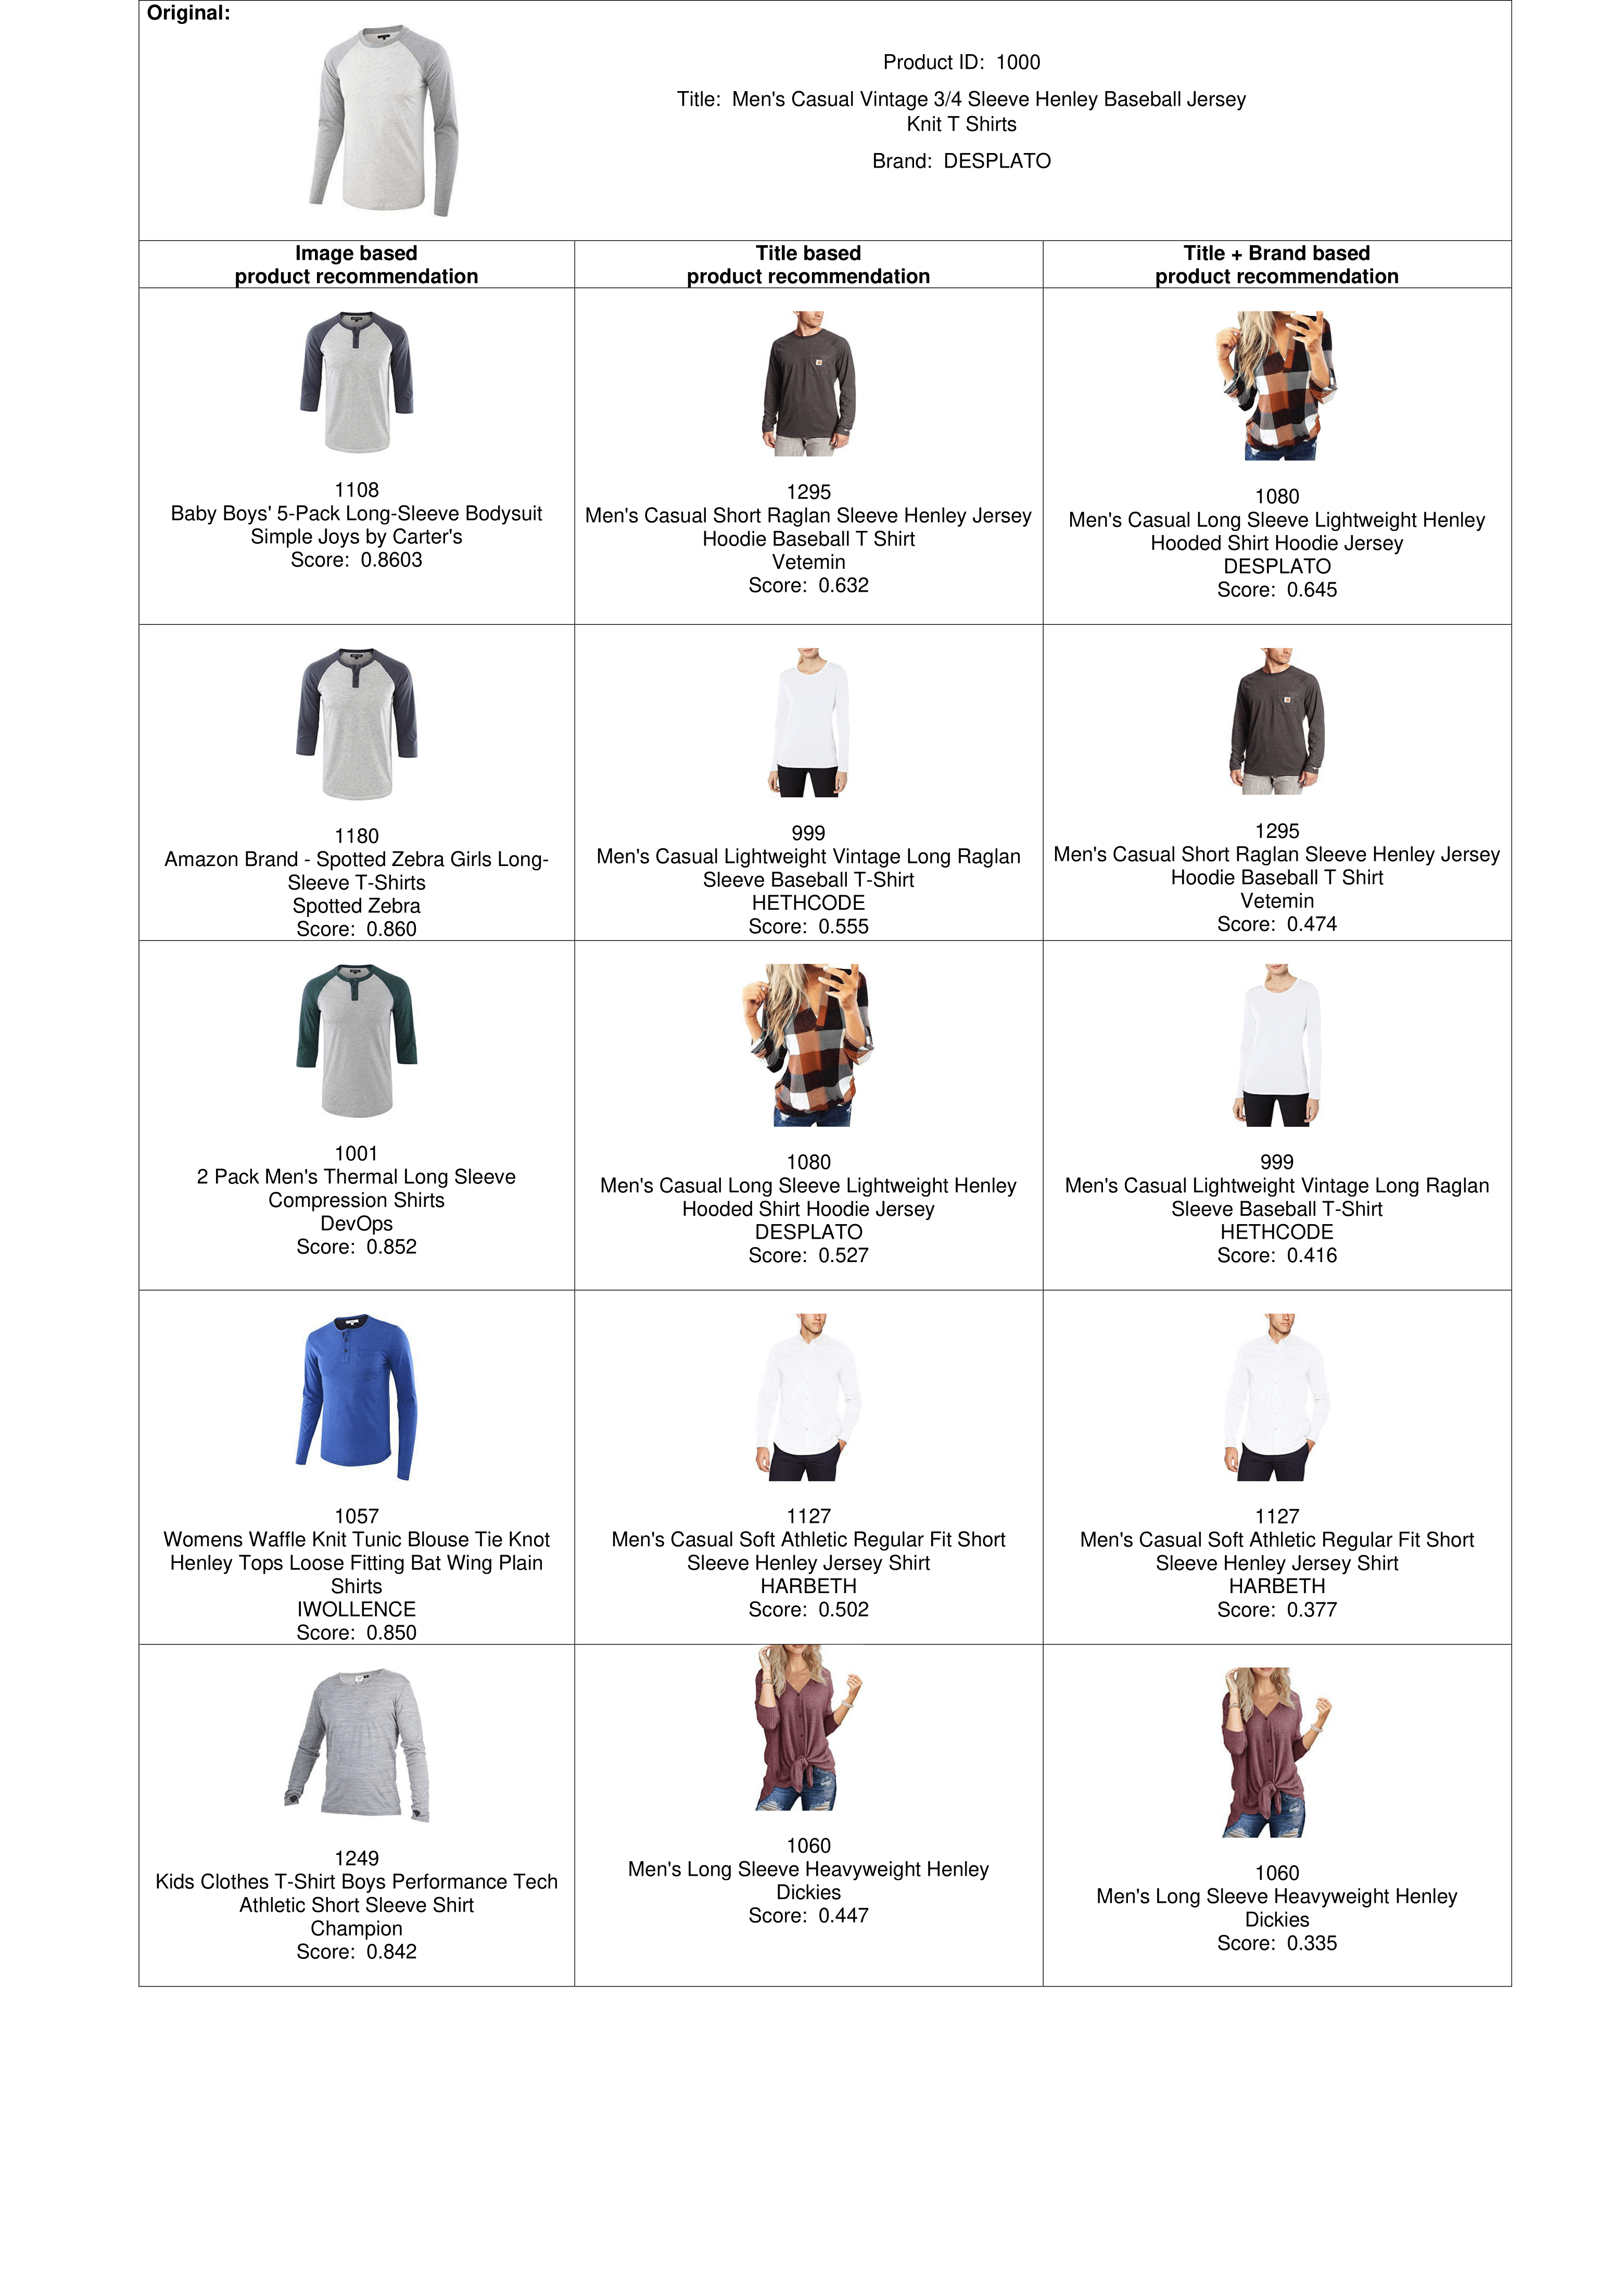 Original:
Product ID:  1000
Title:  Men's Casual Vintage 3/4 Sleeve Henley Baseball Jersey
Knit T Shirts
Brand:  DESPLATO
Image based
product recommendation
Title based
product recommendation
Title + Brand based
product recommendation
1108
Baby Boys' 5-Pack Long-Sleeve Bodysuit
Simple Joys by Carter's
Score:  0.8603
1295
Men's Casual Short Raglan Sleeve Henley Jersey
Hoodie Baseball T Shirt
Vetemin
Score:  0.632
1080
Men's Casual Long Sleeve Lightweight Henley
Hooded Shirt Hoodie Jersey
DESPLATO
Score:  0.645
1180
Amazon Brand - Spotted Zebra Girls Long-
Sleeve T-Shirts
Spotted Zebra
Score:  0.860
999
Men's Casual Lightweight Vintage Long Raglan
Sleeve Baseball T-Shirt
HETHCODE
Score:  0.555
1295
Men's Casual Short Raglan Sleeve Henley Jersey
Hoodie Baseball T Shirt
Vetemin
Score:  0.474
1001
2 Pack Men's Thermal Long Sleeve
Compression Shirts
DevOps
Score:  0.852
1080
Men's Casual Long Sleeve Lightweight Henley
Hooded Shirt Hoodie Jersey
DESPLATO
Score:  0.527
999
Men's Casual Lightweight Vintage Long Raglan
Sleeve Baseball T-Shirt
HETHCODE
Score:  0.416
1057
Womens Waffle Knit Tunic Blouse Tie Knot
Henley Tops Loose Fitting Bat Wing Plain
Shirts
IWOLLENCE
Score:  0.850
1127
Men's Casual Soft Athletic Regular Fit Short
Sleeve Henley Jersey Shirt
HARBETH
Score:  0.502
1127
Men's Casual Soft Athletic Regular Fit Short
Sleeve Henley Jersey Shirt
HARBETH
Score:  0.377
1249
Kids Clothes T-Shirt Boys Performance Tech
Athletic Short Sleeve Shirt
Champion
Score:  0.842
1060
Men's Long Sleeve Heavyweight Henley
Dickies
Score:  0.447
1060
Men's Long Sleeve Heavyweight Henley
Dickies
Score:  0.335